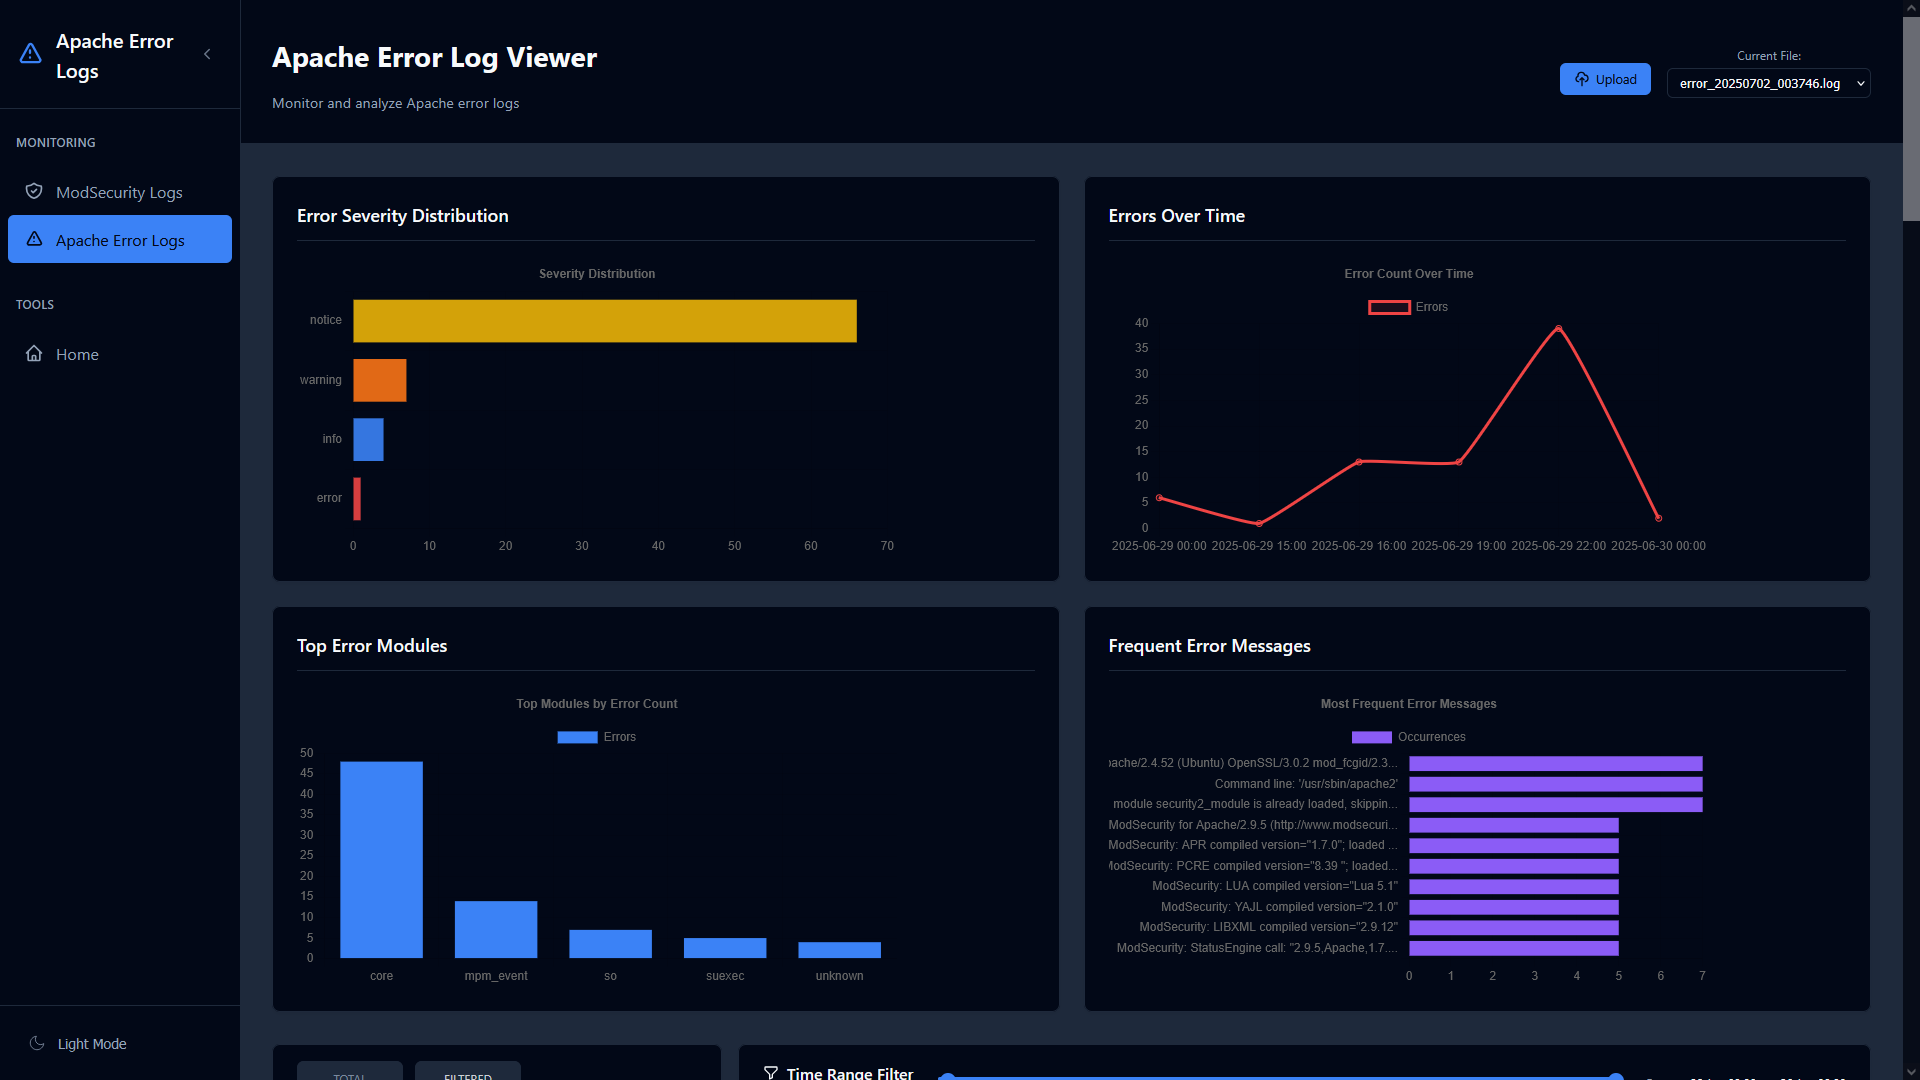 Apache Error
Logs
MONITORING
ModSecurity Logs
Apache Error Logs
TOOLS
Home
Light Mode
Apache Error Log Viewer
Monitor and analyze Apache error logs
Upload
Current File:
error_20250702_003746.log
Error Severity Distribution
Severity Distribution
notice
warning
info
error
0 10 20 30 40 50 60 70
Errors Over Time
Error Count Over Time
Errors
40
35
30
25
20
15
10
5
0
2025-06-29 00:00 2025-06-29 15:00 2025-06-29 16:00 2025-06-29 19:00 2025-06-29 22:00 2025-06-30 00:00
Top Error Modules
Top Modules by Error Count
Errors
50
45
40
35
30
25
20
15
10
5
0
core mpm_event so suexec unknown
Frequent Error Messages
Most Frequent Error Messages
Occurrences
pache/2.4.52 (Ubuntu) OpenSSL/3.0.2 mod_fcgid/2.3...
Command line: '/usr/sbin/apache2'
module security2_module is already loaded, skippin...
ModSecurity for Apache/2.9.5 (http://www.modsecuri...
ModSecurity: APR compiled version="1.7.0"; loaded ...
ModSecurity: PCRE compiled version="8.39 "; loaded...
ModSecurity: LUA compiled version="Lua 5.1"
ModSecurity: YAJL compiled version="2.1.0"
ModSecurity: LIBXML compiled version="2.9.12"
ModSecurity: StatusEngine call: "2.9.5,Apache,1.7....
0 1 2 3 4 5 6 7
TOTAL
FILTERED
Time Range Filter